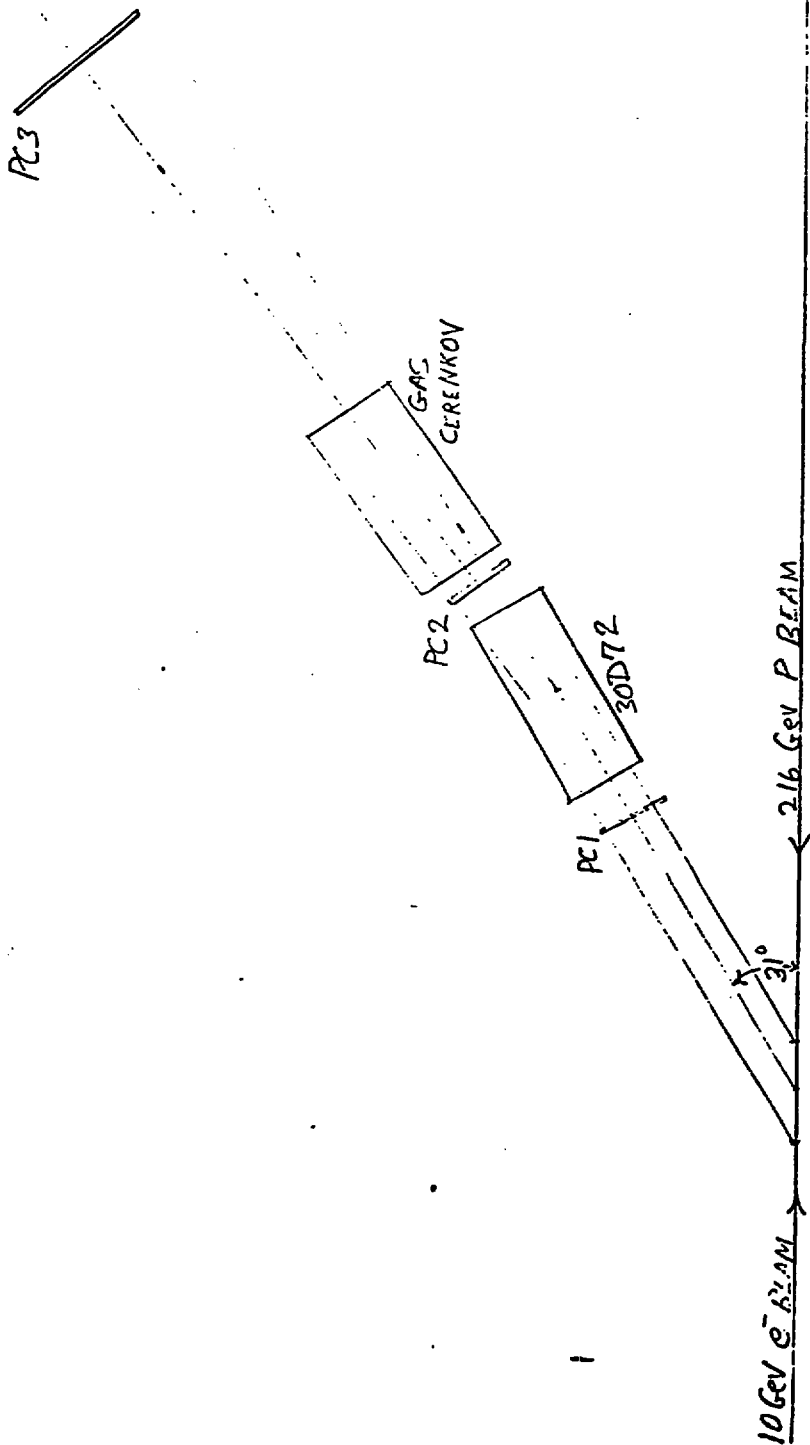 PC3
GAS
CERENKOV
PC2
30D72
PC1
31°
216 GeV P BEAM
10 GeV e⁻ BEAM